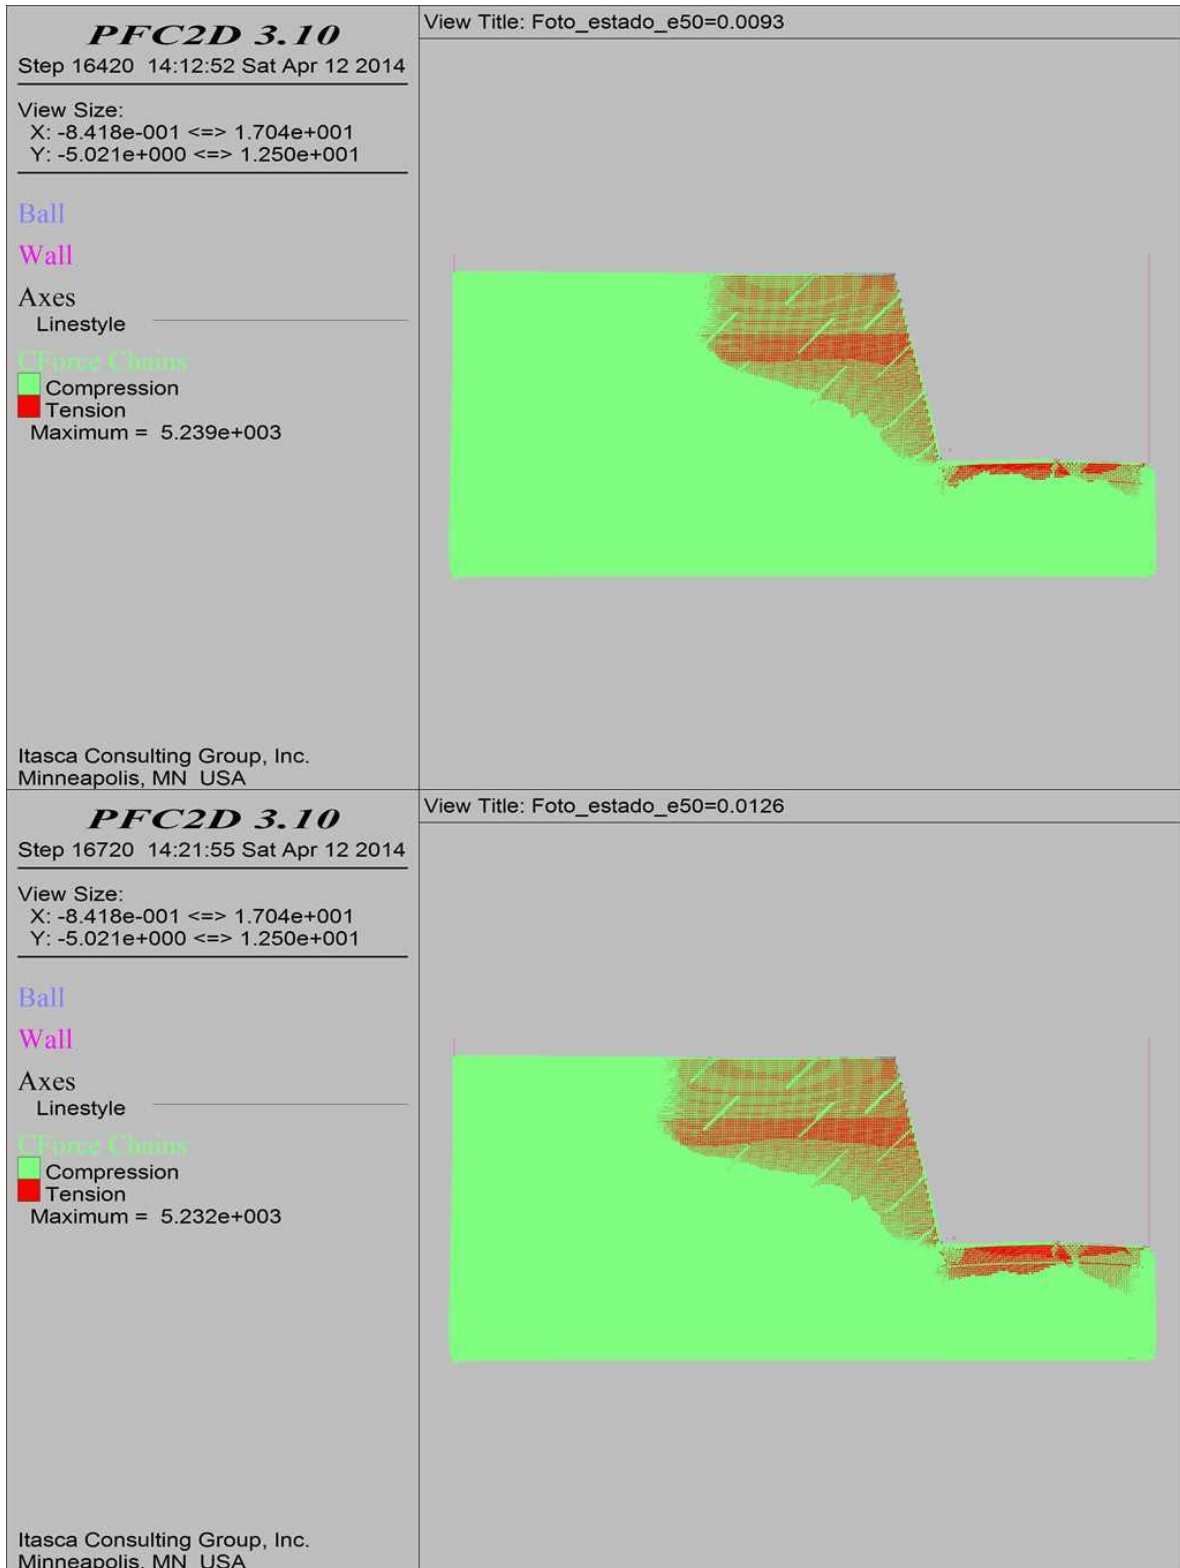 PFC2D 3.10
Step 16420 14:12:52 Sat Apr 12 2014
View Size:
X: -8.418e-001 <=> 1.704e+001
Y: -5.021e+000 <=> 1.250e+001
Ball
Wall
Axes
Linestyle
CForce Chains
Compression
Tension
Maximum = 5.239e+003
Itasca Consulting Group, Inc.
Minneapolis, MN USA
View Title: Foto_estado_e50=0.0093
PFC2D 3.10
Step 16720 14:21:55 Sat Apr 12 2014
View Size:
X: -8.418e-001 <=> 1.704e+001
Y: -5.021e+000 <=> 1.250e+001
Ball
Wall
Axes
Linestyle
CForce Chains
Compression
Tension
Maximum = 5.232e+003
Itasca Consulting Group, Inc.
Minneapolis, MN USA
View Title: Foto_estado_e50=0.0126